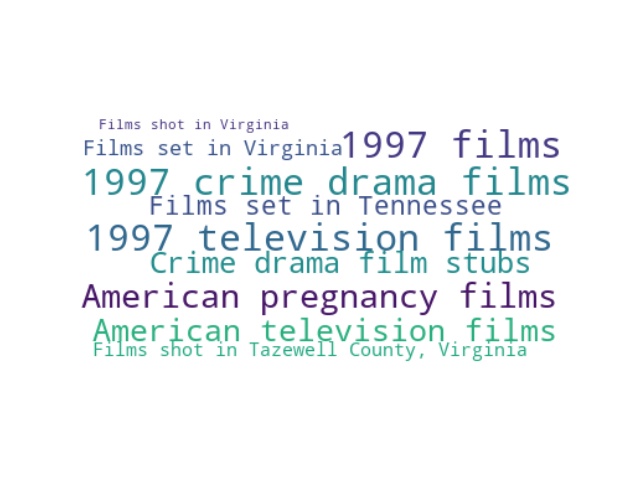 Films shot in Virginia
Films set in Virginia 1997 films
1997 crime drama films
Films set in Tennessee
1997 television films
Crime drama film stubs
American pregnancy films
American television films
Films shot in Tazewell County, Virginia